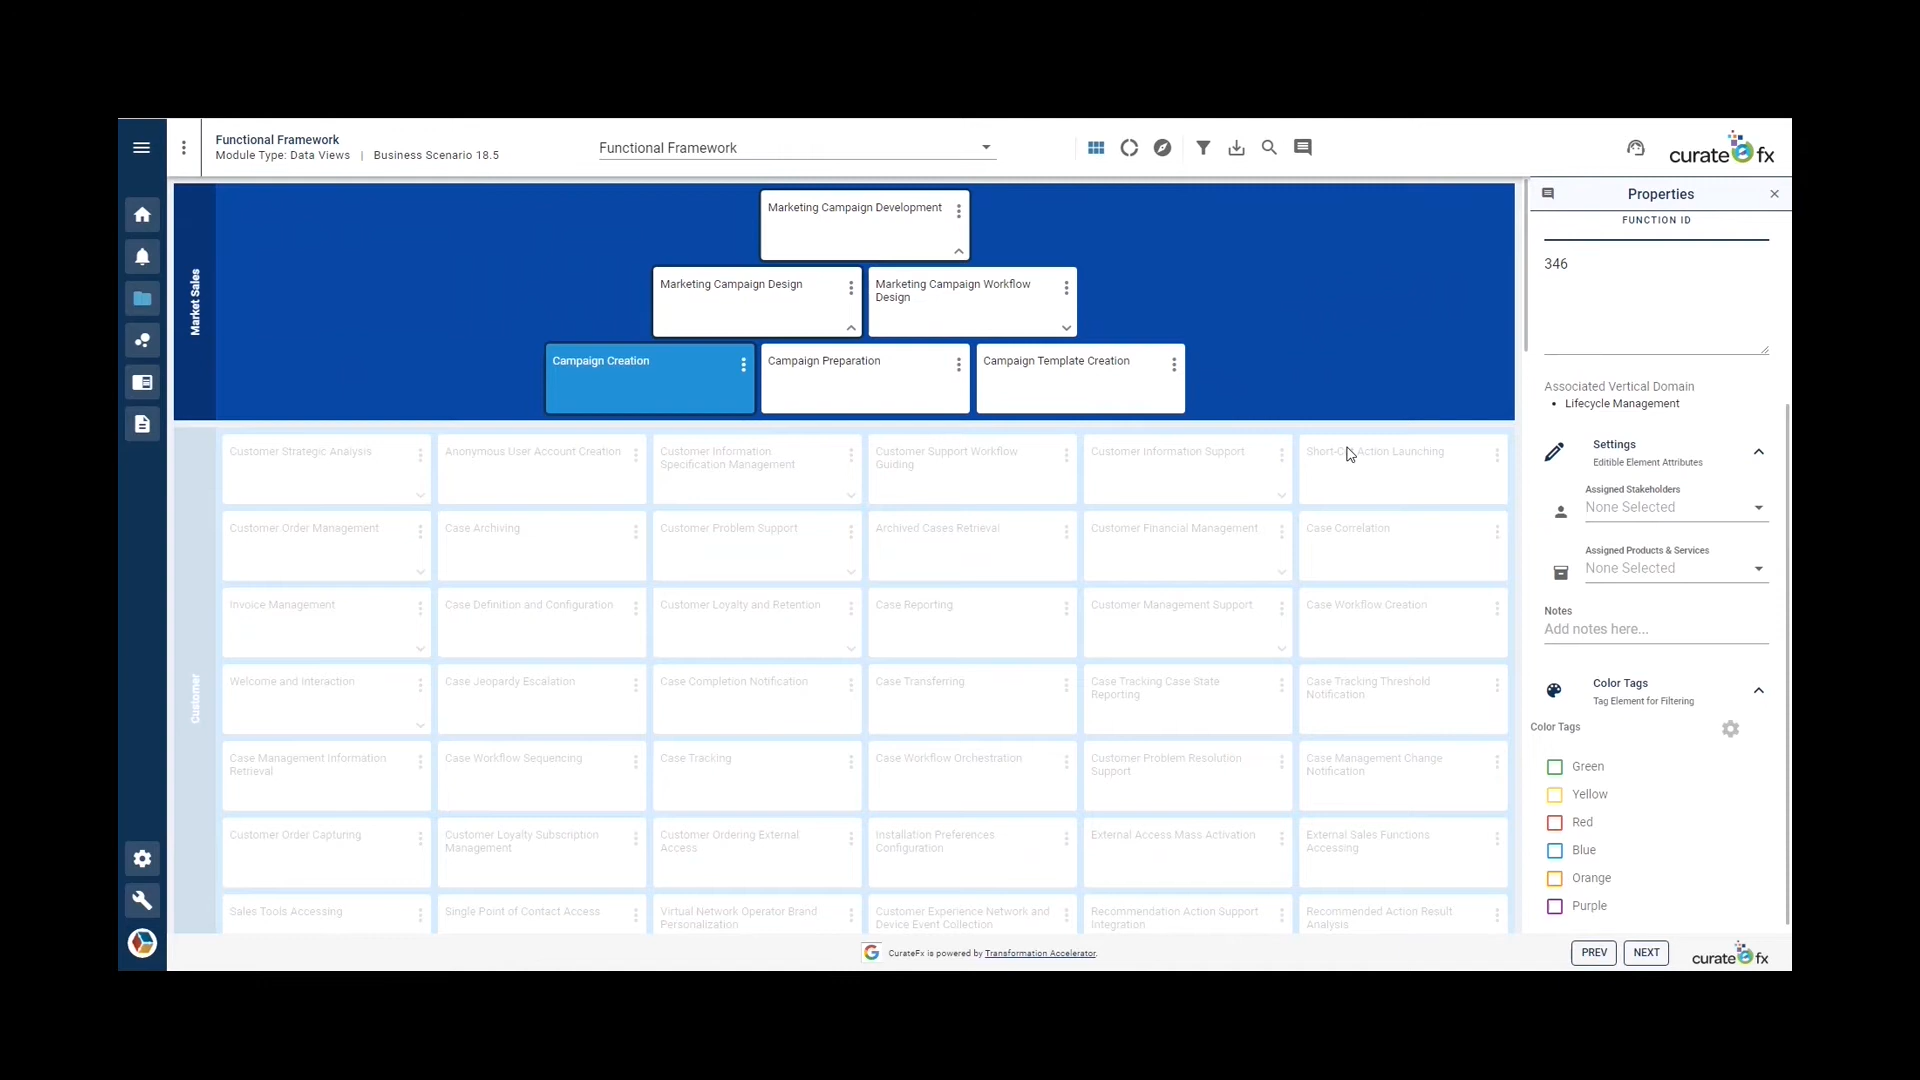 Functional Framework
Module Type: Data Views | Business Scenario 18.5
Functional Framework
curate fx
Market Sales
Marketing Campaign Development
Marketing Campaign Design
Marketing Campaign Workflow
Design
Campaign Creation
Campaign Preparation
Campaign Template Creation
Customer
Customer Strategic Analysis
Anonymous User Account Creation
Customer Information
Specification Management
Customer Support Workflow
Guiding
Customer Information Support
Action Launching
Customer Order Management
Case Archiving
Customer Problem Support
Archived Cases Retrieval
Customer Financial Management
Case Correlation
Invoice Management
Case Definition and Configuration
Customer Loyalty and Retention
Case Reporting
Customer Management Support
Case Workflow Creation
Welcome and Interaction
Case Jeopardy Escalation
Case Completion Notification
Case Transferring
Case Tracking Case State
Reporting
Case Tracking Threshold
Notification
Case Management Information
Retrieval
Case Workflow Sequencing
Case Tracking
Case Workflow Orchestration
Customer Problem Resolution
Support
Case Management Change
Notification
Customer Order Capturing
Customer Loyalty Subscription
Management
Customer Ordering External
Access
Installation Preferences
Configuration
External Access Mass Activation
External Sales Functions
Accessing
Sales Tools Accessing
Single Point of Contact Access
Virtual Network Operator Brand
Personalization
Customer Experience Network and
Device Event Collection
Recommendation Action Support
Integration
Recommended Action Result
Analysis
Properties
FUNCTION ID
346
Associated Vertical Domain
• Lifecycle Management
Settings
Editible Element Attributes
Assigned Stakeholders
None Selected
Assigned Products & Services
None Selected
Notes
Add notes here...
Color Tags
Tag Element for Filtering
Color Tags
Green
Yellow
Red
Blue
Orange
Purple
CurateFx is powered by Transformation Accelerator.
PREV
NEXT
curate fx